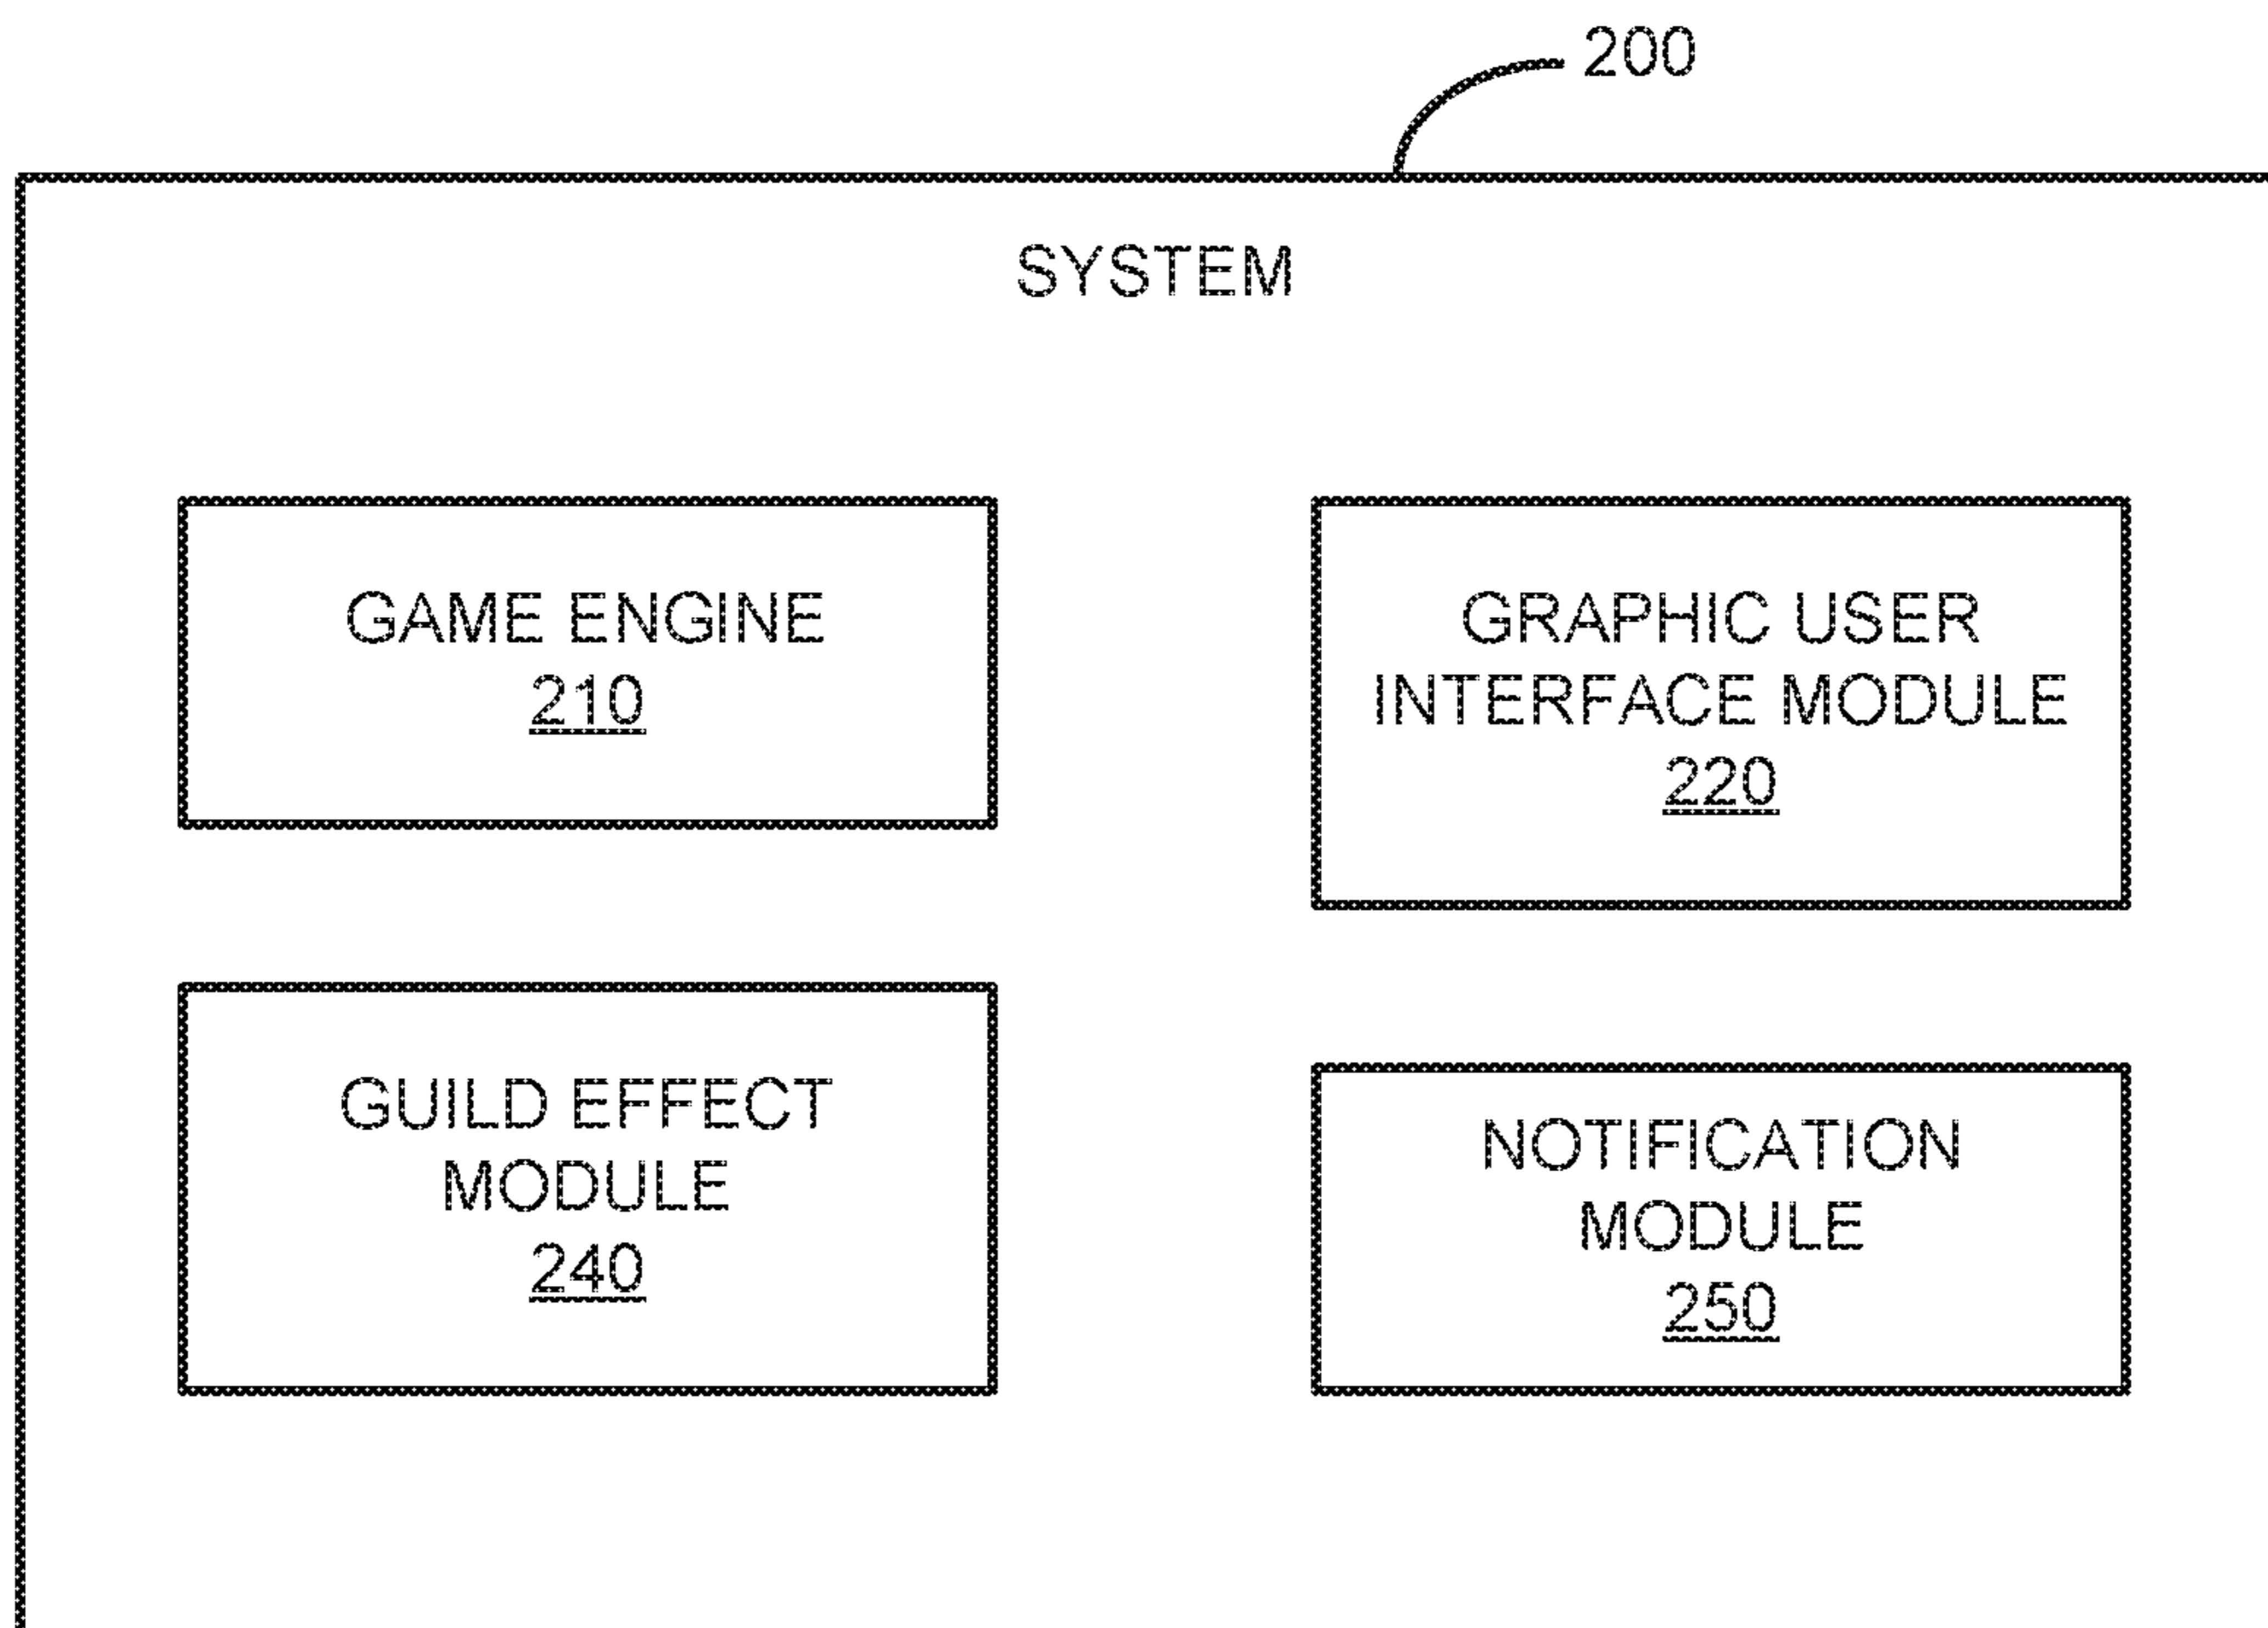 200
SYSTEM
GAME ENGINE
210
GRAPHIC USER
INTERFACE MODULE
220
GUILD EFFECT
MODULE
240
NOTIFICATION
MODULE
250